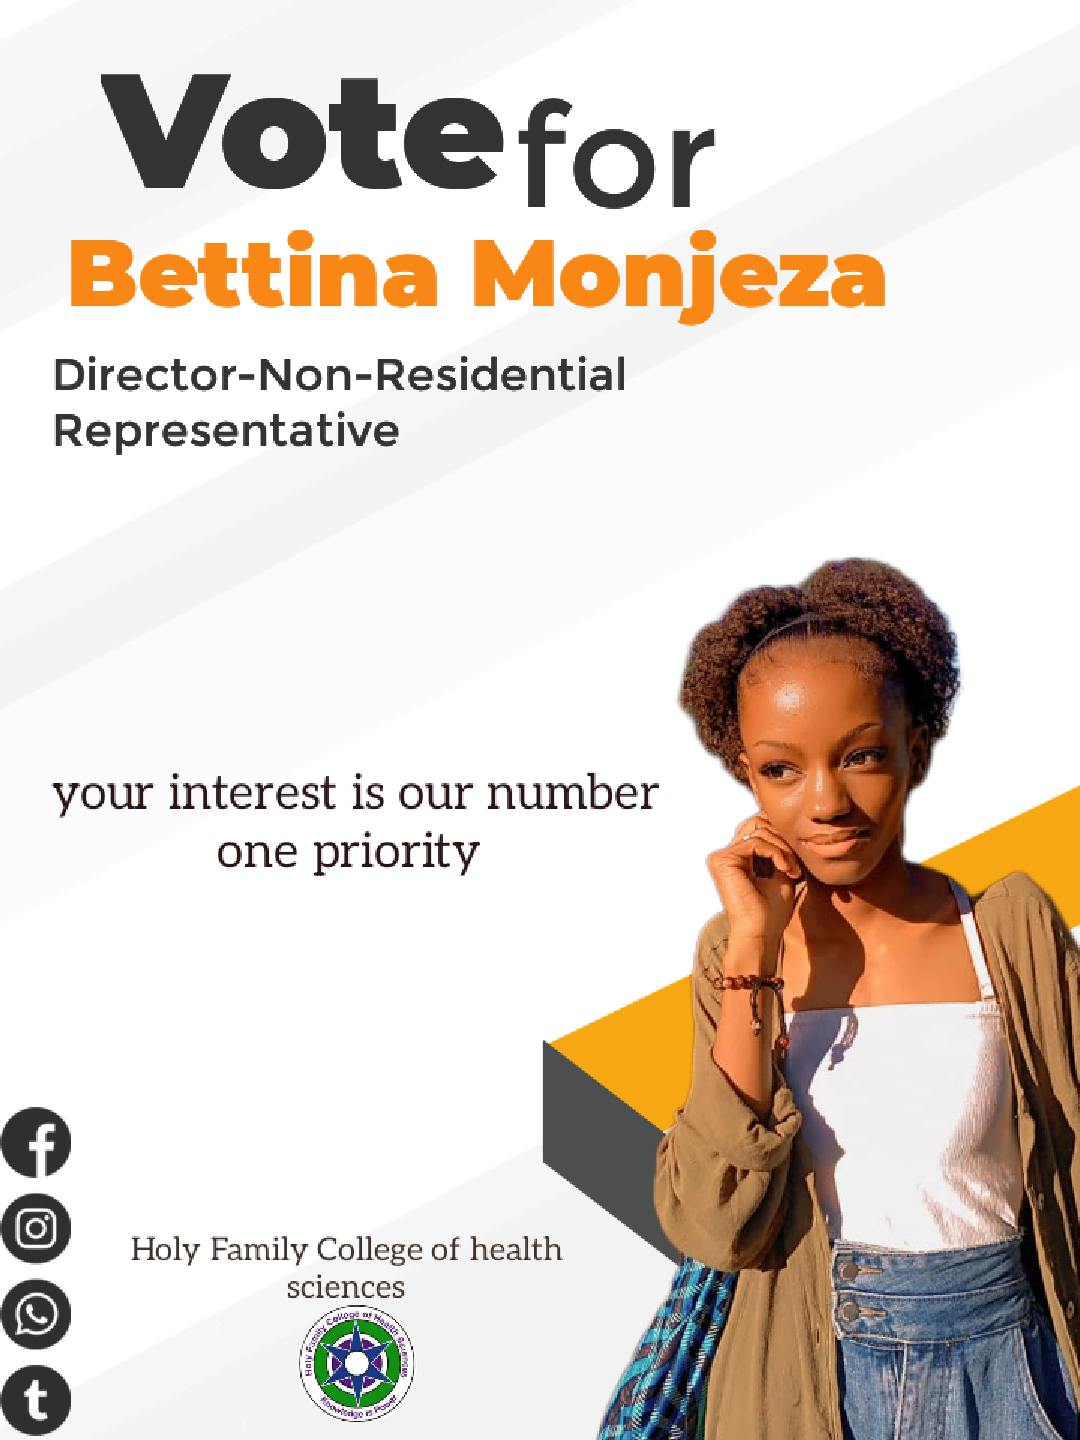 Vote for
Bettina Monjeza
Director-Non-Residential
Representative
your interest is our number
one priority
Holy Family College of health
sciences
Holy Family College of Health Sciences
Knowledge is Power